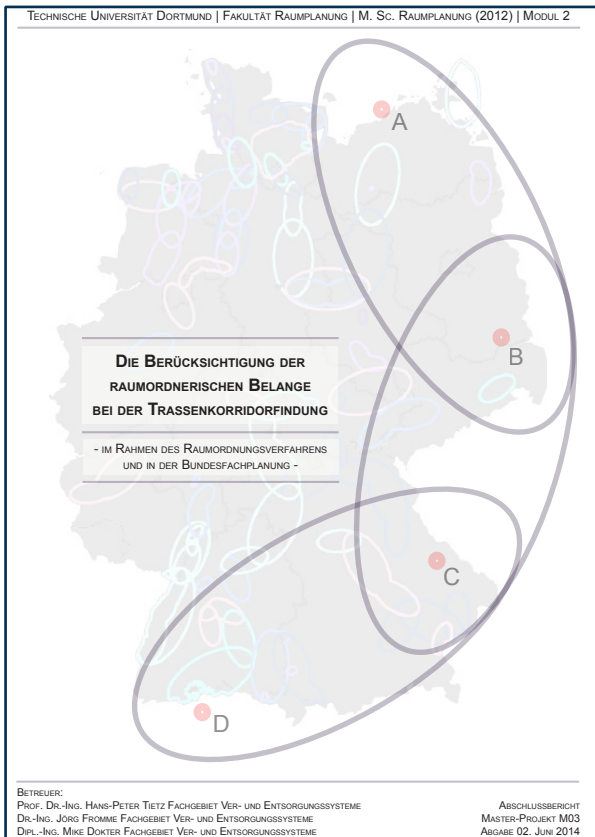 Technische Universität Dortmund | Fakultät Raumplanung | M. Sc. Raumplanung (2012) | Modul 2
A
B
Die Berücksichtigung der
raumordnerischen Belange
bei der Trassenkorridorfindung
- im Rahmen des Raumordnungsverfahrens
und in der Bundesfachplanung -
C
D
Betreuer:
Prof. Dr.-Ing. Hans-Peter Tietz Fachgebiet Ver- und Entsorgungssysteme
Dr.-Ing. Jörg Fromme Fachgebiet Ver- und Entsorgungssysteme
Dipl.-Ing. Mike Dokter Fachgebiet Ver- und Entsorgungssysteme
Abschlussbericht
Master-Projekt M03
Abgabe 02. Juni 2014